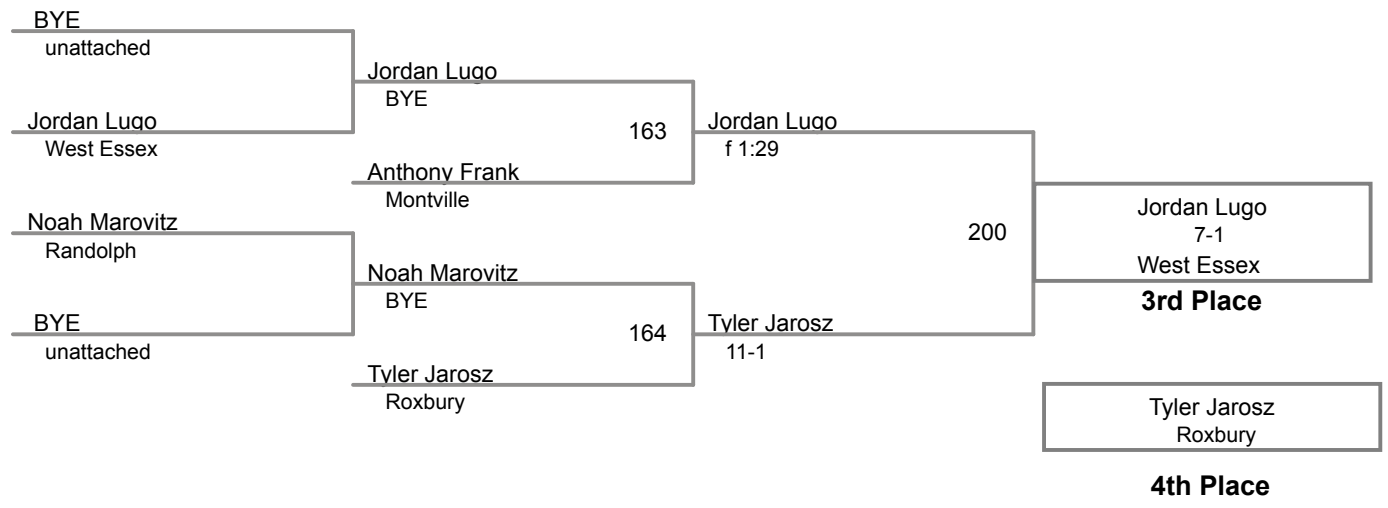 BYE
unattached
Jordan Lugo
BYE
Jordan Lugo
West Essex
163
Jordan Lugo
f 1:29
Anthony Frank
Montville
Noah Marovitz
Randolph
200
Jordan Lugo
7-1
West Essex
3rd Place
Noah Marovitz
BYE
BYE
unattached
164
Tyler Jarosz
11-1
Tyler Jarosz
Roxbury
Tyler Jarosz
Roxbury
4th Place